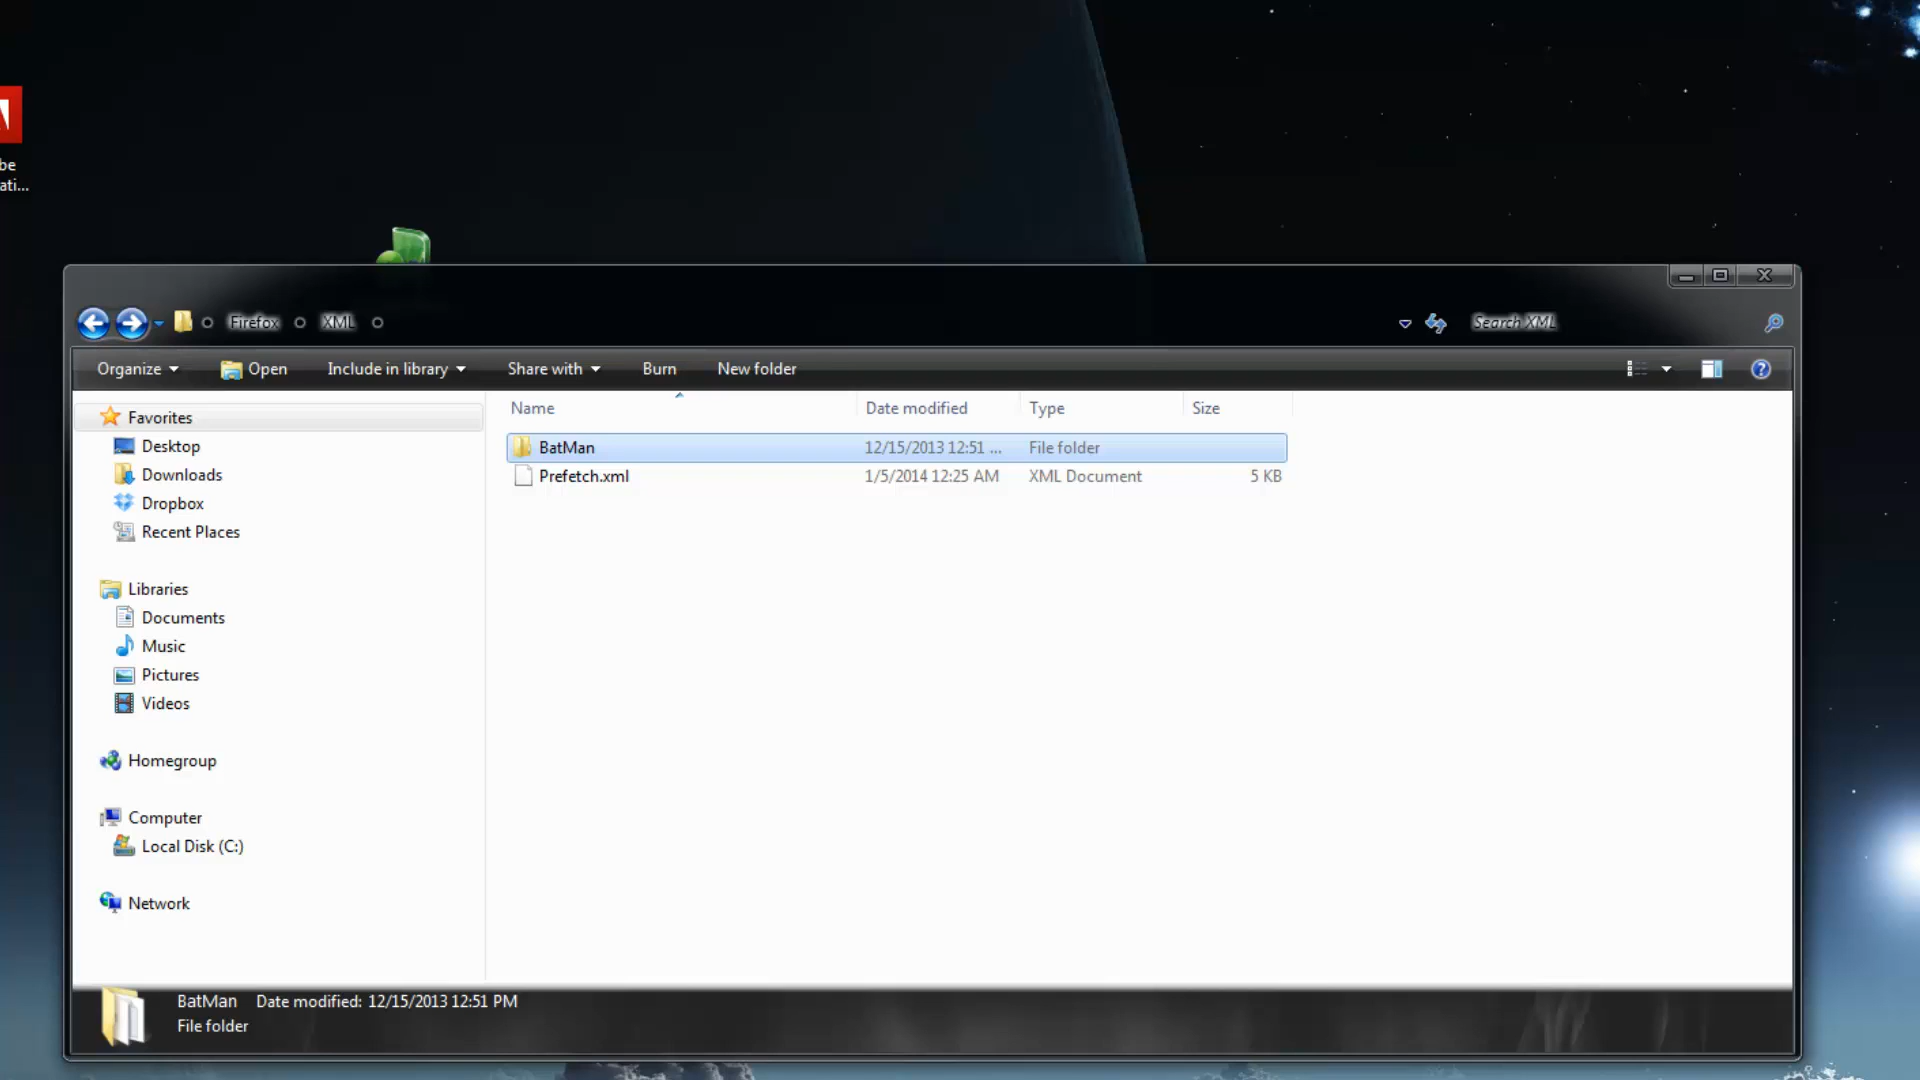 be
ati...
Firefox XML
Search XML
Organize Open Include in library Share with Burn New folder
Name Date modified Type Size
Favorites
BatMan 12/15/2013 12:51 ... File folder
Desktop
Prefetch.xml 1/5/2014 12:25 AM XML Document 5 KB
Downloads
Dropbox
Recent Places
Libraries
Documents
Music
Pictures
Videos
Homegroup
Computer
Local Disk (C:)
Network
BatMan Date modified: 12/15/2013 12:51 PM
File folder